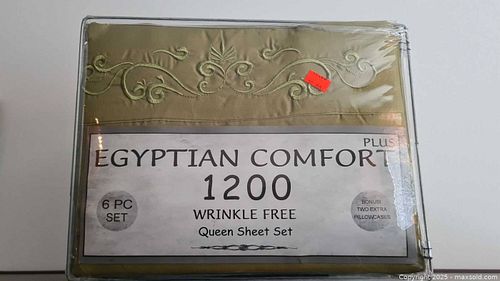 PLUS
EGYPTIAN COMFORT
1200
WRINKLE FREE
Queen Sheet Set
6 PC
SET
BONUS!
TWO EXTRA
PILLOWCASES
Copyright © 2025 - maxsold.com